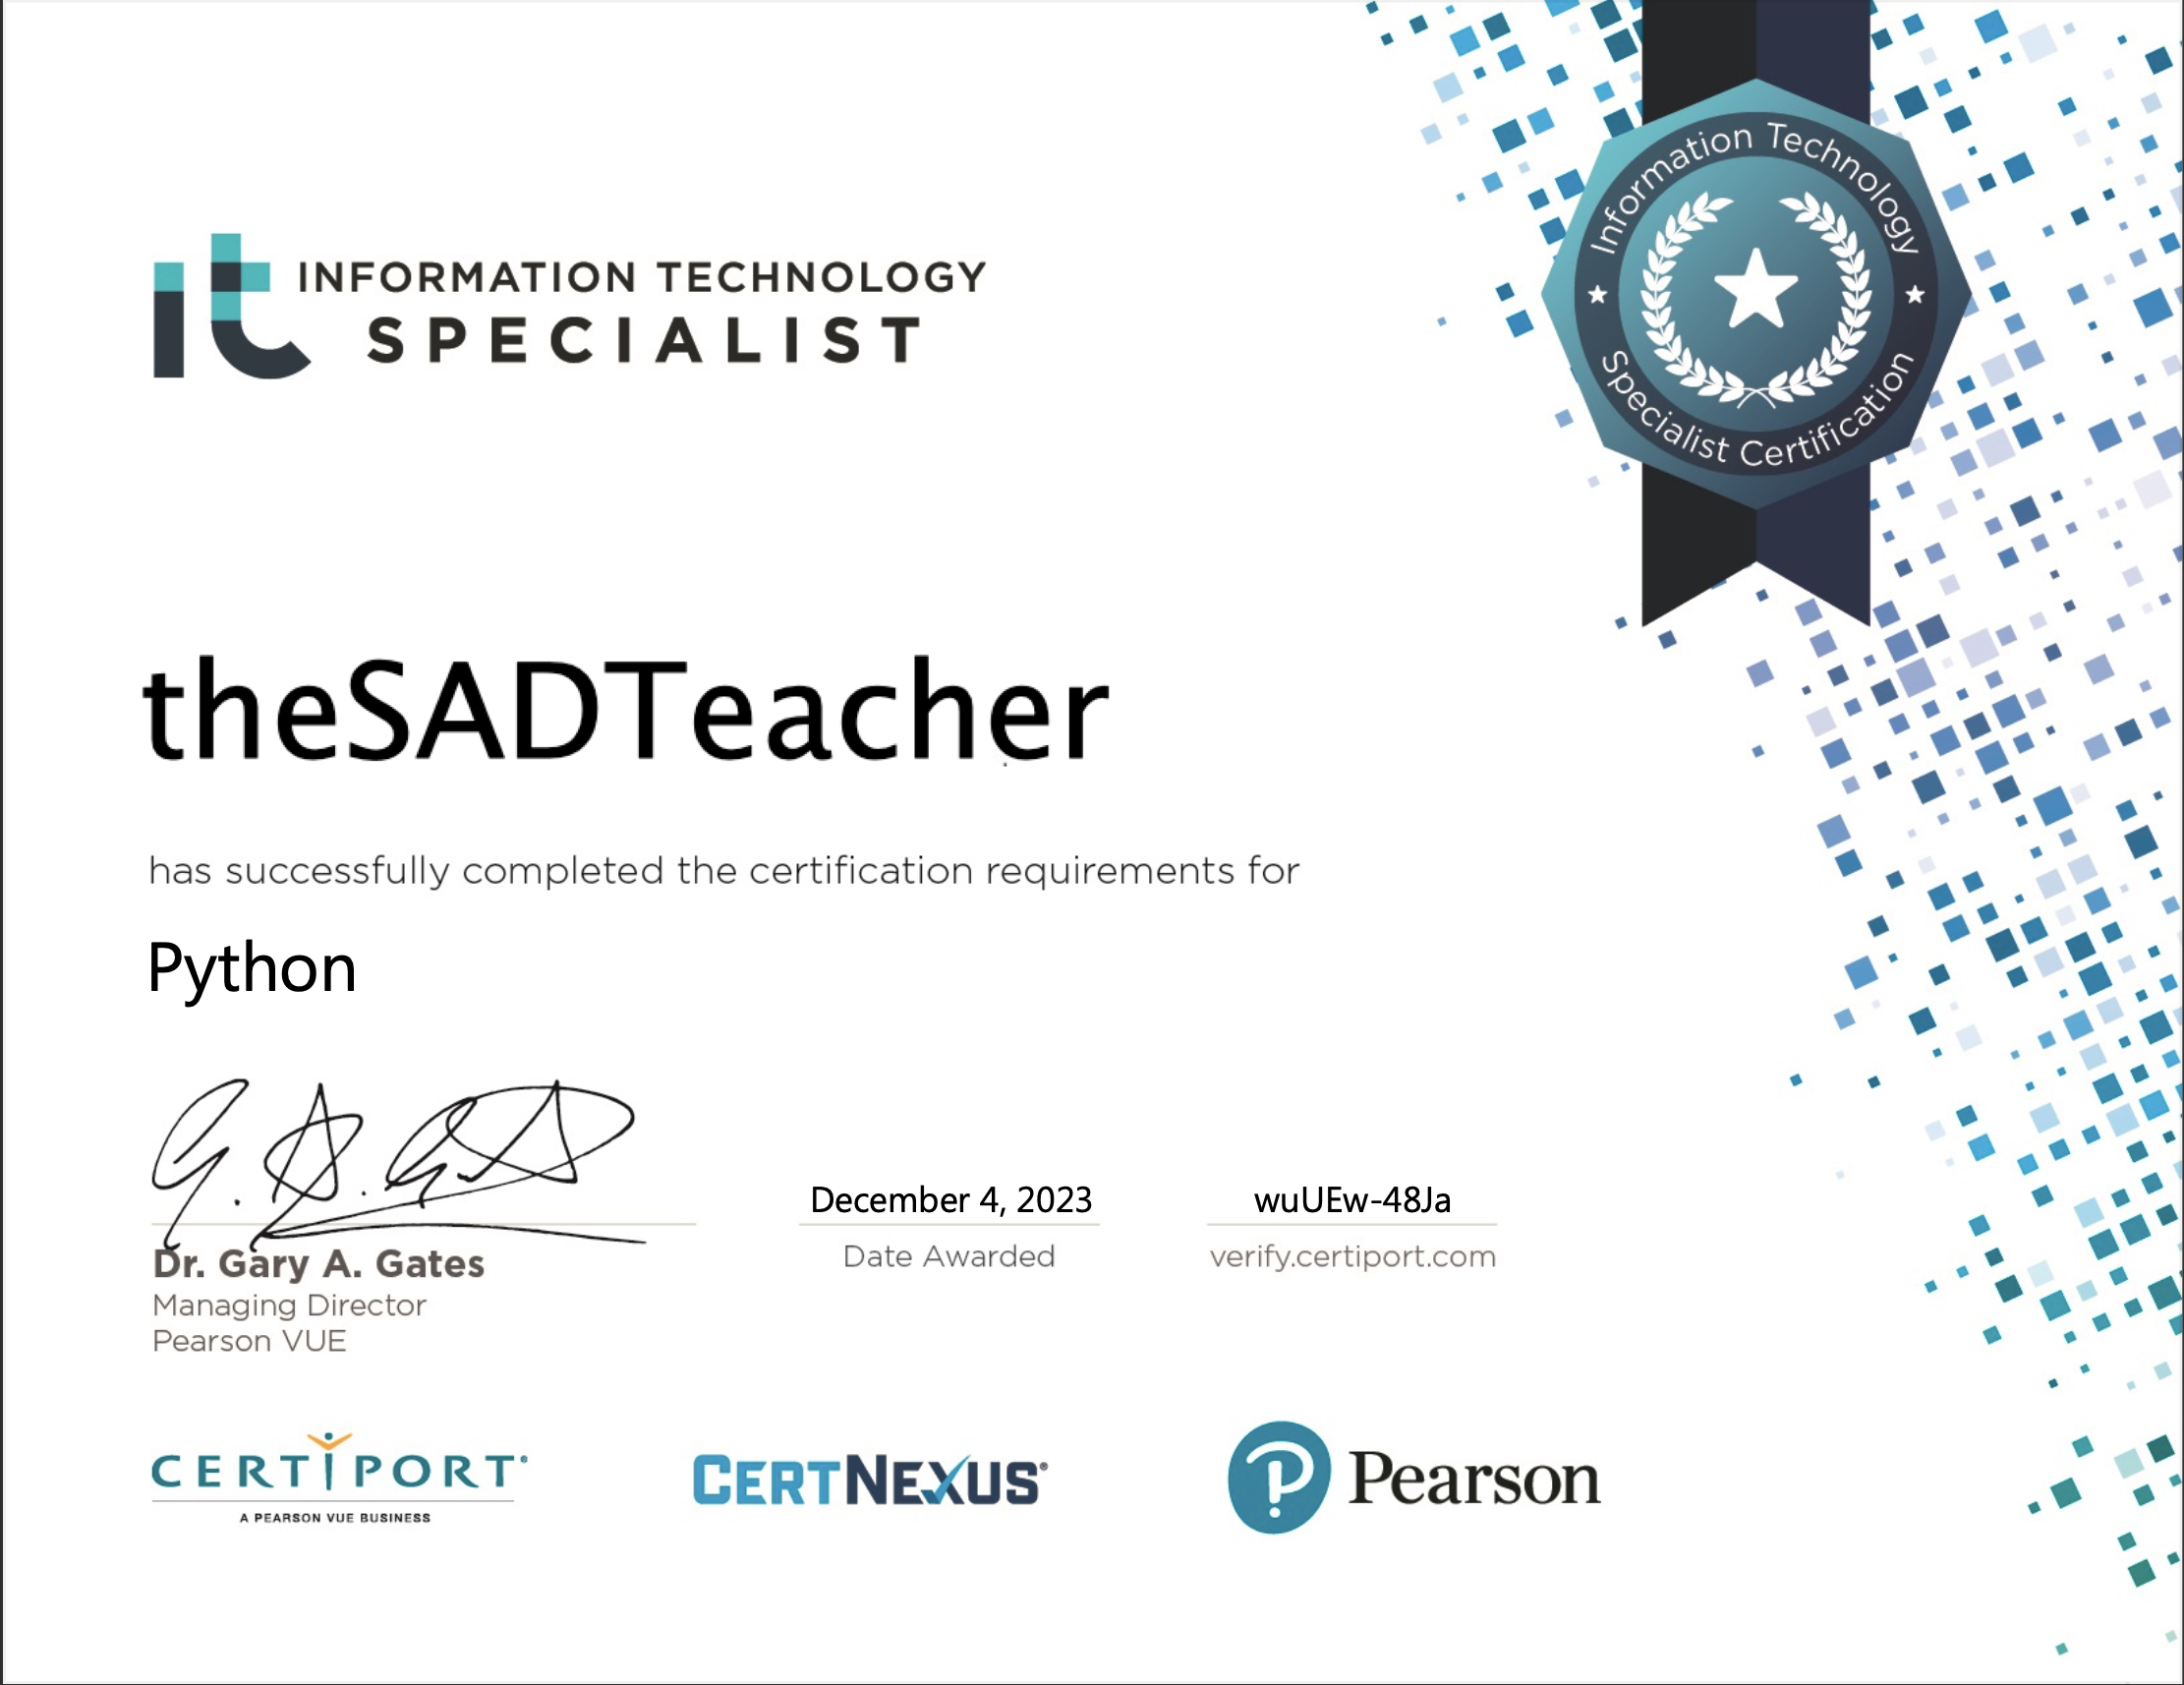 it INFORMATION TECHNOLOGY
SPECIALIST
Information Technology
Specialist Certification
theSADTeacher
has successfully completed the certification requirements for
Python
December 4, 2023
wuUEw-48Ja
Dr. Gary A. Gates
Date Awarded
verify.certiport.com
Managing Director
Pearson VUE
CERTIPORT
A PEARSON VUE BUSINESS
CERTNEXUS®
Pearson